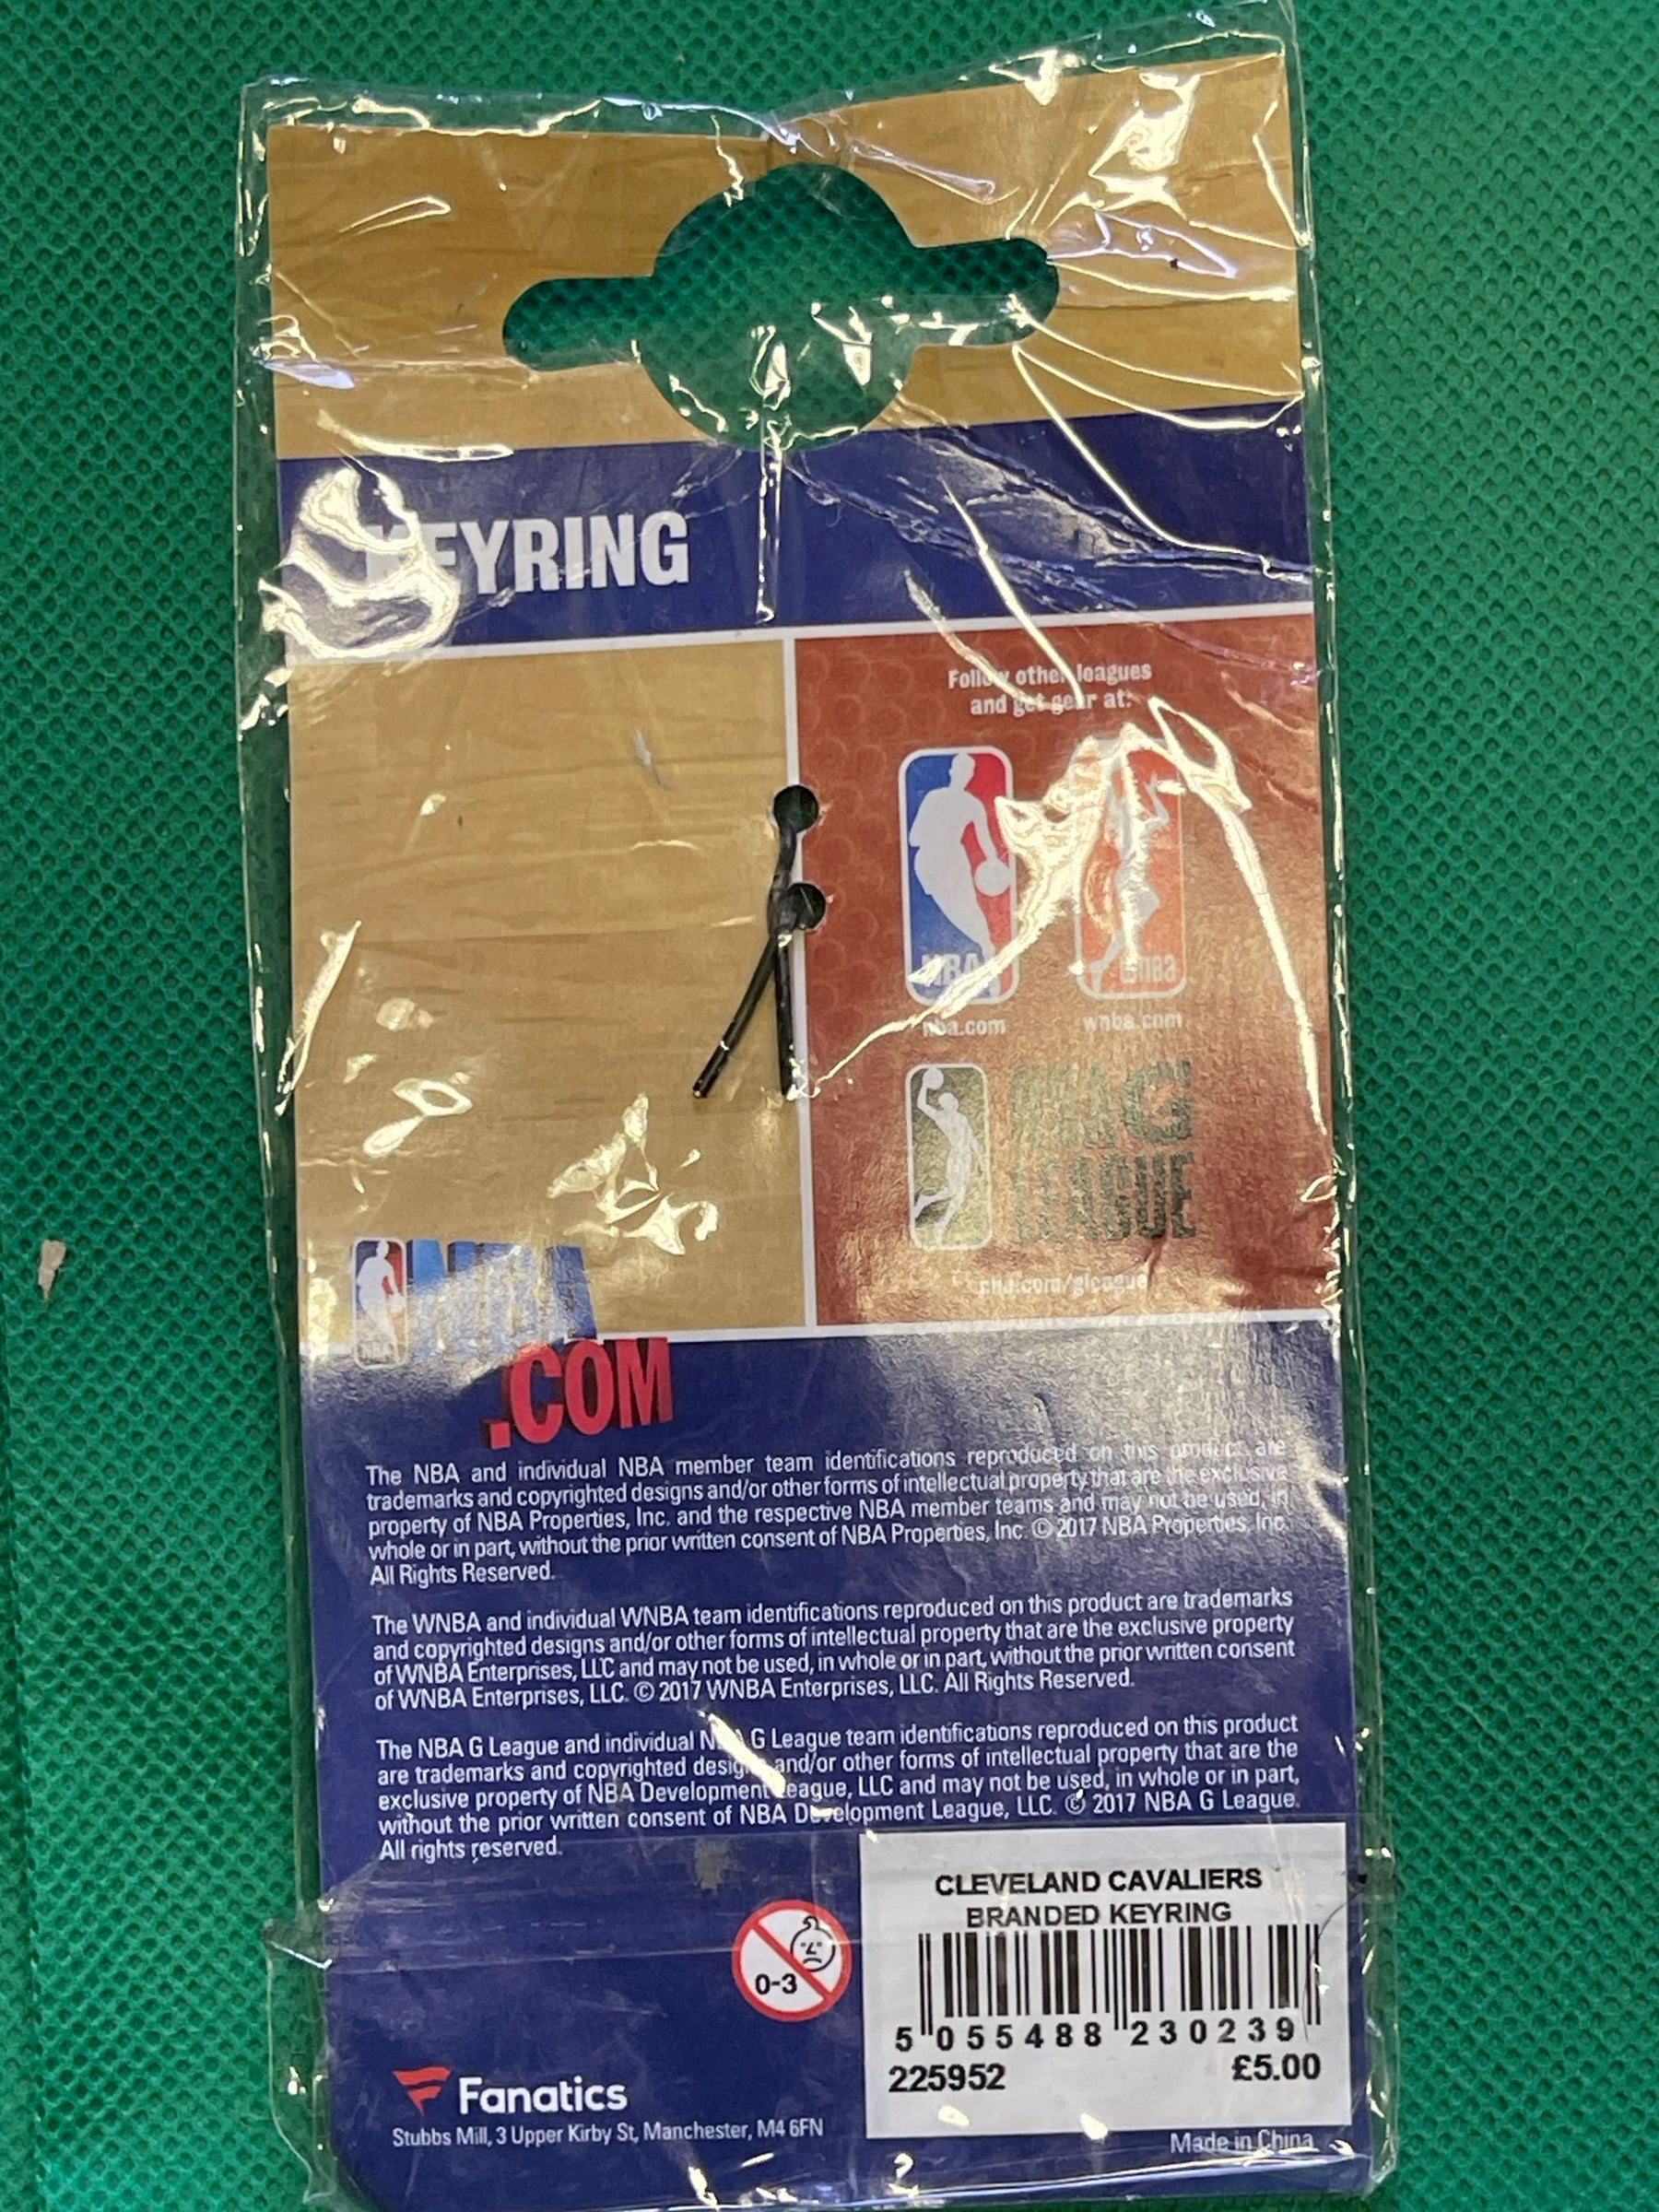 KEYRING
Follow other leagues
and get gear at:
NBA
wnba
nba.com
wnba.com
NBA G
LEAGUE
nba.com/gleague
NBA
NBA
.COM
The NBA and individual NBA member team identifications reproduced on this product are
trademarks and copyrighted designs and/or other forms of intellectual property that are the exclusive
property of NBA Properties, Inc. and the respective NBA member teams and may not be used, in
whole or in part, without the prior written consent of NBA Properties, Inc. © 2017 NBA Properties, Inc.
All Rights Reserved.
The WNBA and individual WNBA team identifications reproduced on this product are trademarks
and copyrighted designs and/or other forms of intellectual property that are the exclusive property
of WNBA Enterprises, LLC and may not be used, in whole or in part, without the prior written consent
of WNBA Enterprises, LLC. © 2017 WNBA Enterprises, LLC. All Rights Reserved.
The NBA G League and individual NBA G League team identifications reproduced on this product
are trademarks and copyrighted designs and/or other forms of intellectual property that are the
exclusive property of NBA Development League, LLC and may not be used, in whole or in part,
without the prior written consent of NBA Development League, LLC. © 2017 NBA G League.
All rights reserved.
CLEVELAND CAVALIERS
BRANDED KEYRING
5 055488 230239
225952 £5.00
0-3
Fanatics
Stubbs Mill, 3 Upper Kirby St, Manchester, M4 6FN
Made in China